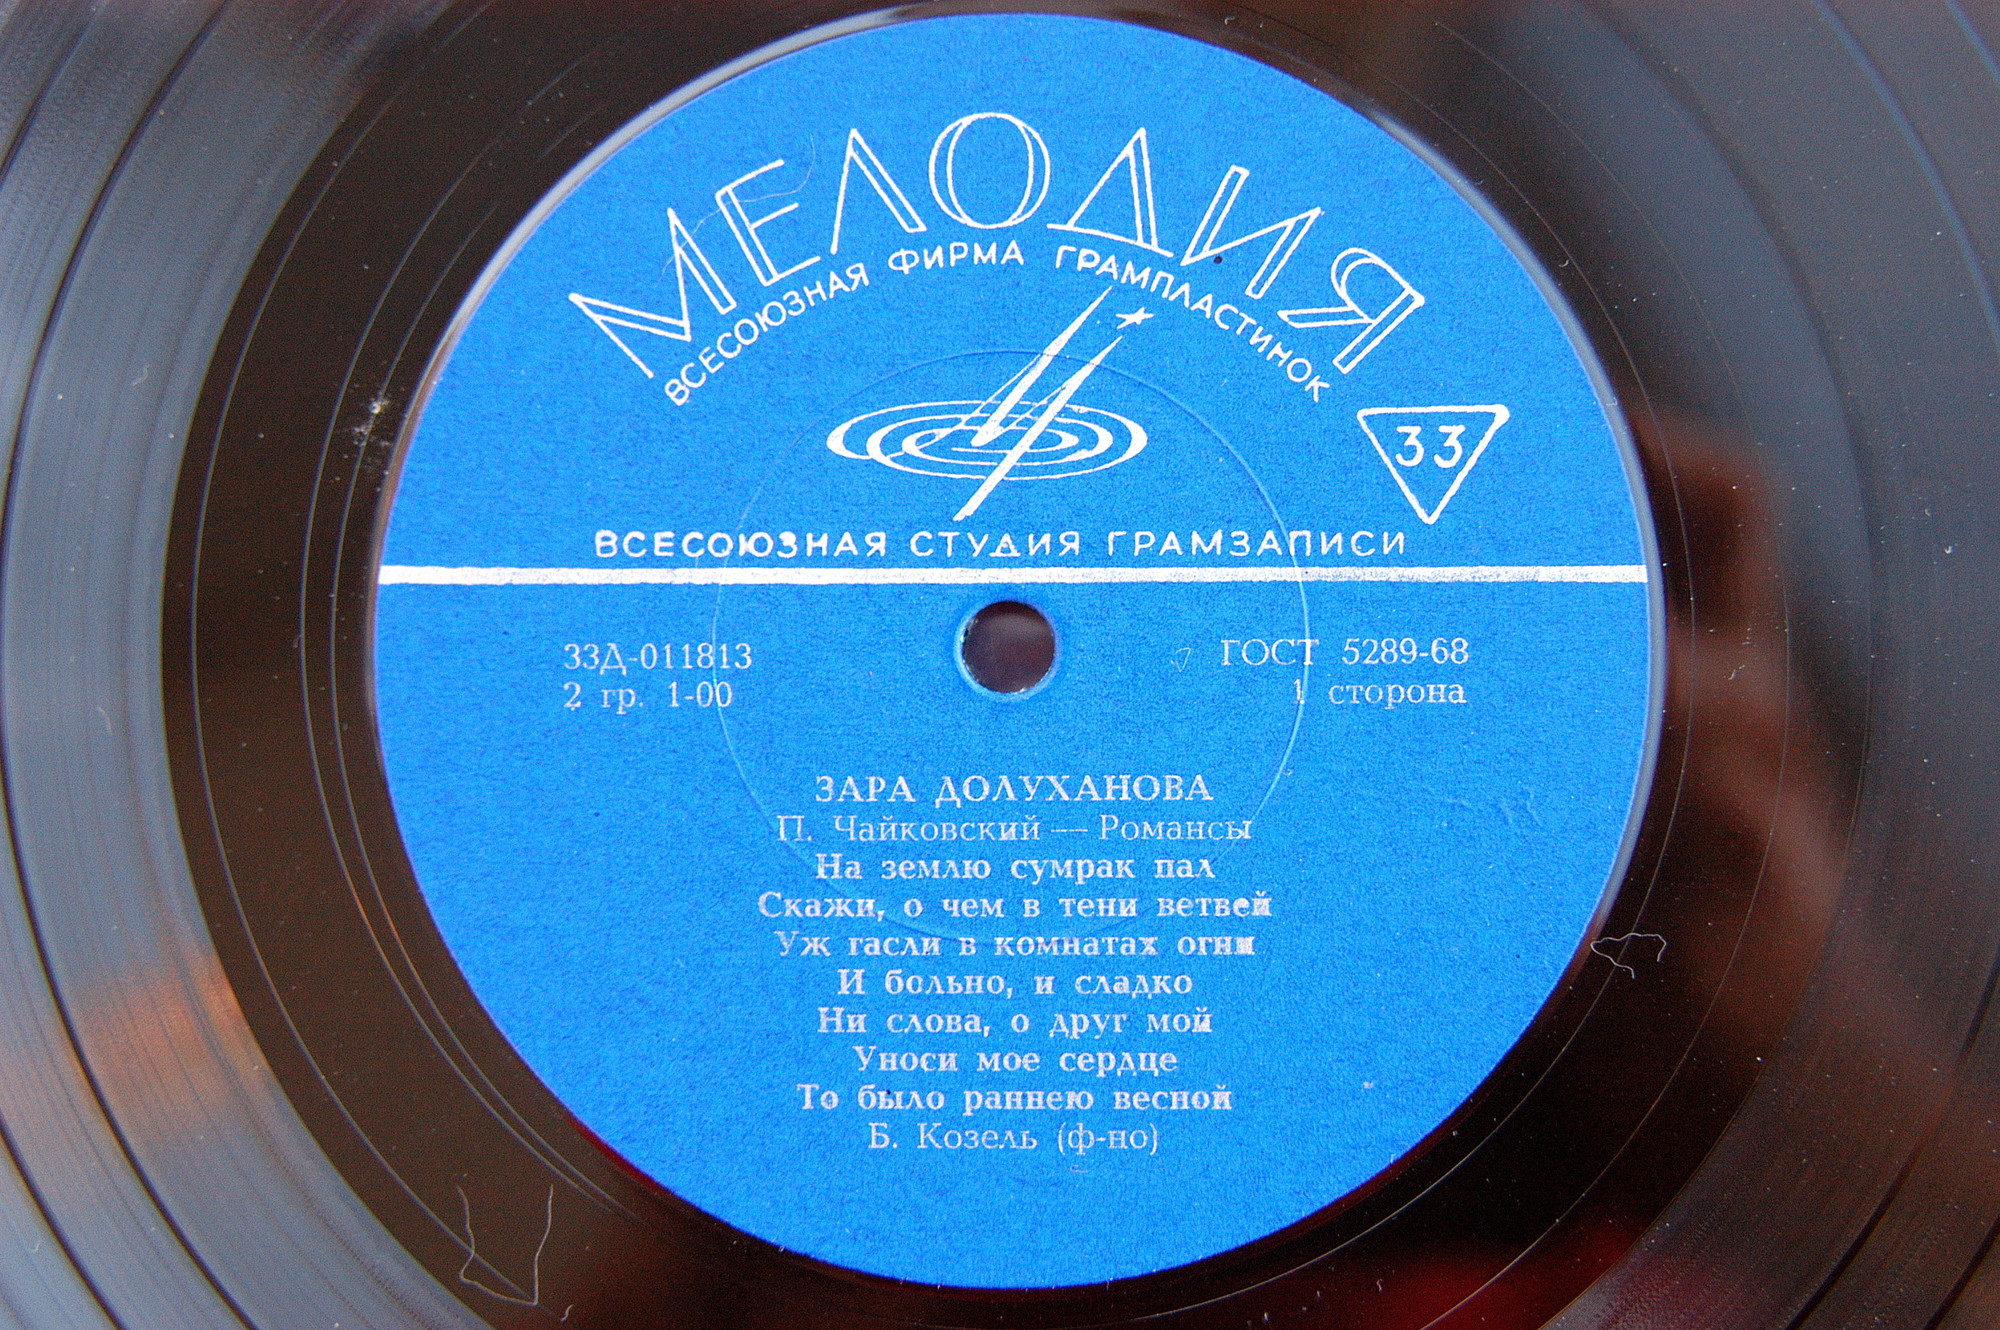 МЕЛОДИЯ
ВСЕСОЮЗНАЯ ФИРМА ГРАМПЛАСТИНОК
33
ВСЕСОЮЗНАЯ СТУДИЯ ГРАМЗАПИСИ
33Д-011813
2 гр. 1-00
ГОСТ 5289-68
1 сторона
ЗАРА ДОЛУХАНОВА
П. Чайковский — Романсы
На землю сумрак пал
Скажи, о чем в тени ветвей
Уж гасли в комнатах огни
И больно, и сладко
Ни слова, о друг мой
Уноси мое сердце
То было раннею весной
Б. Козель (ф-но)